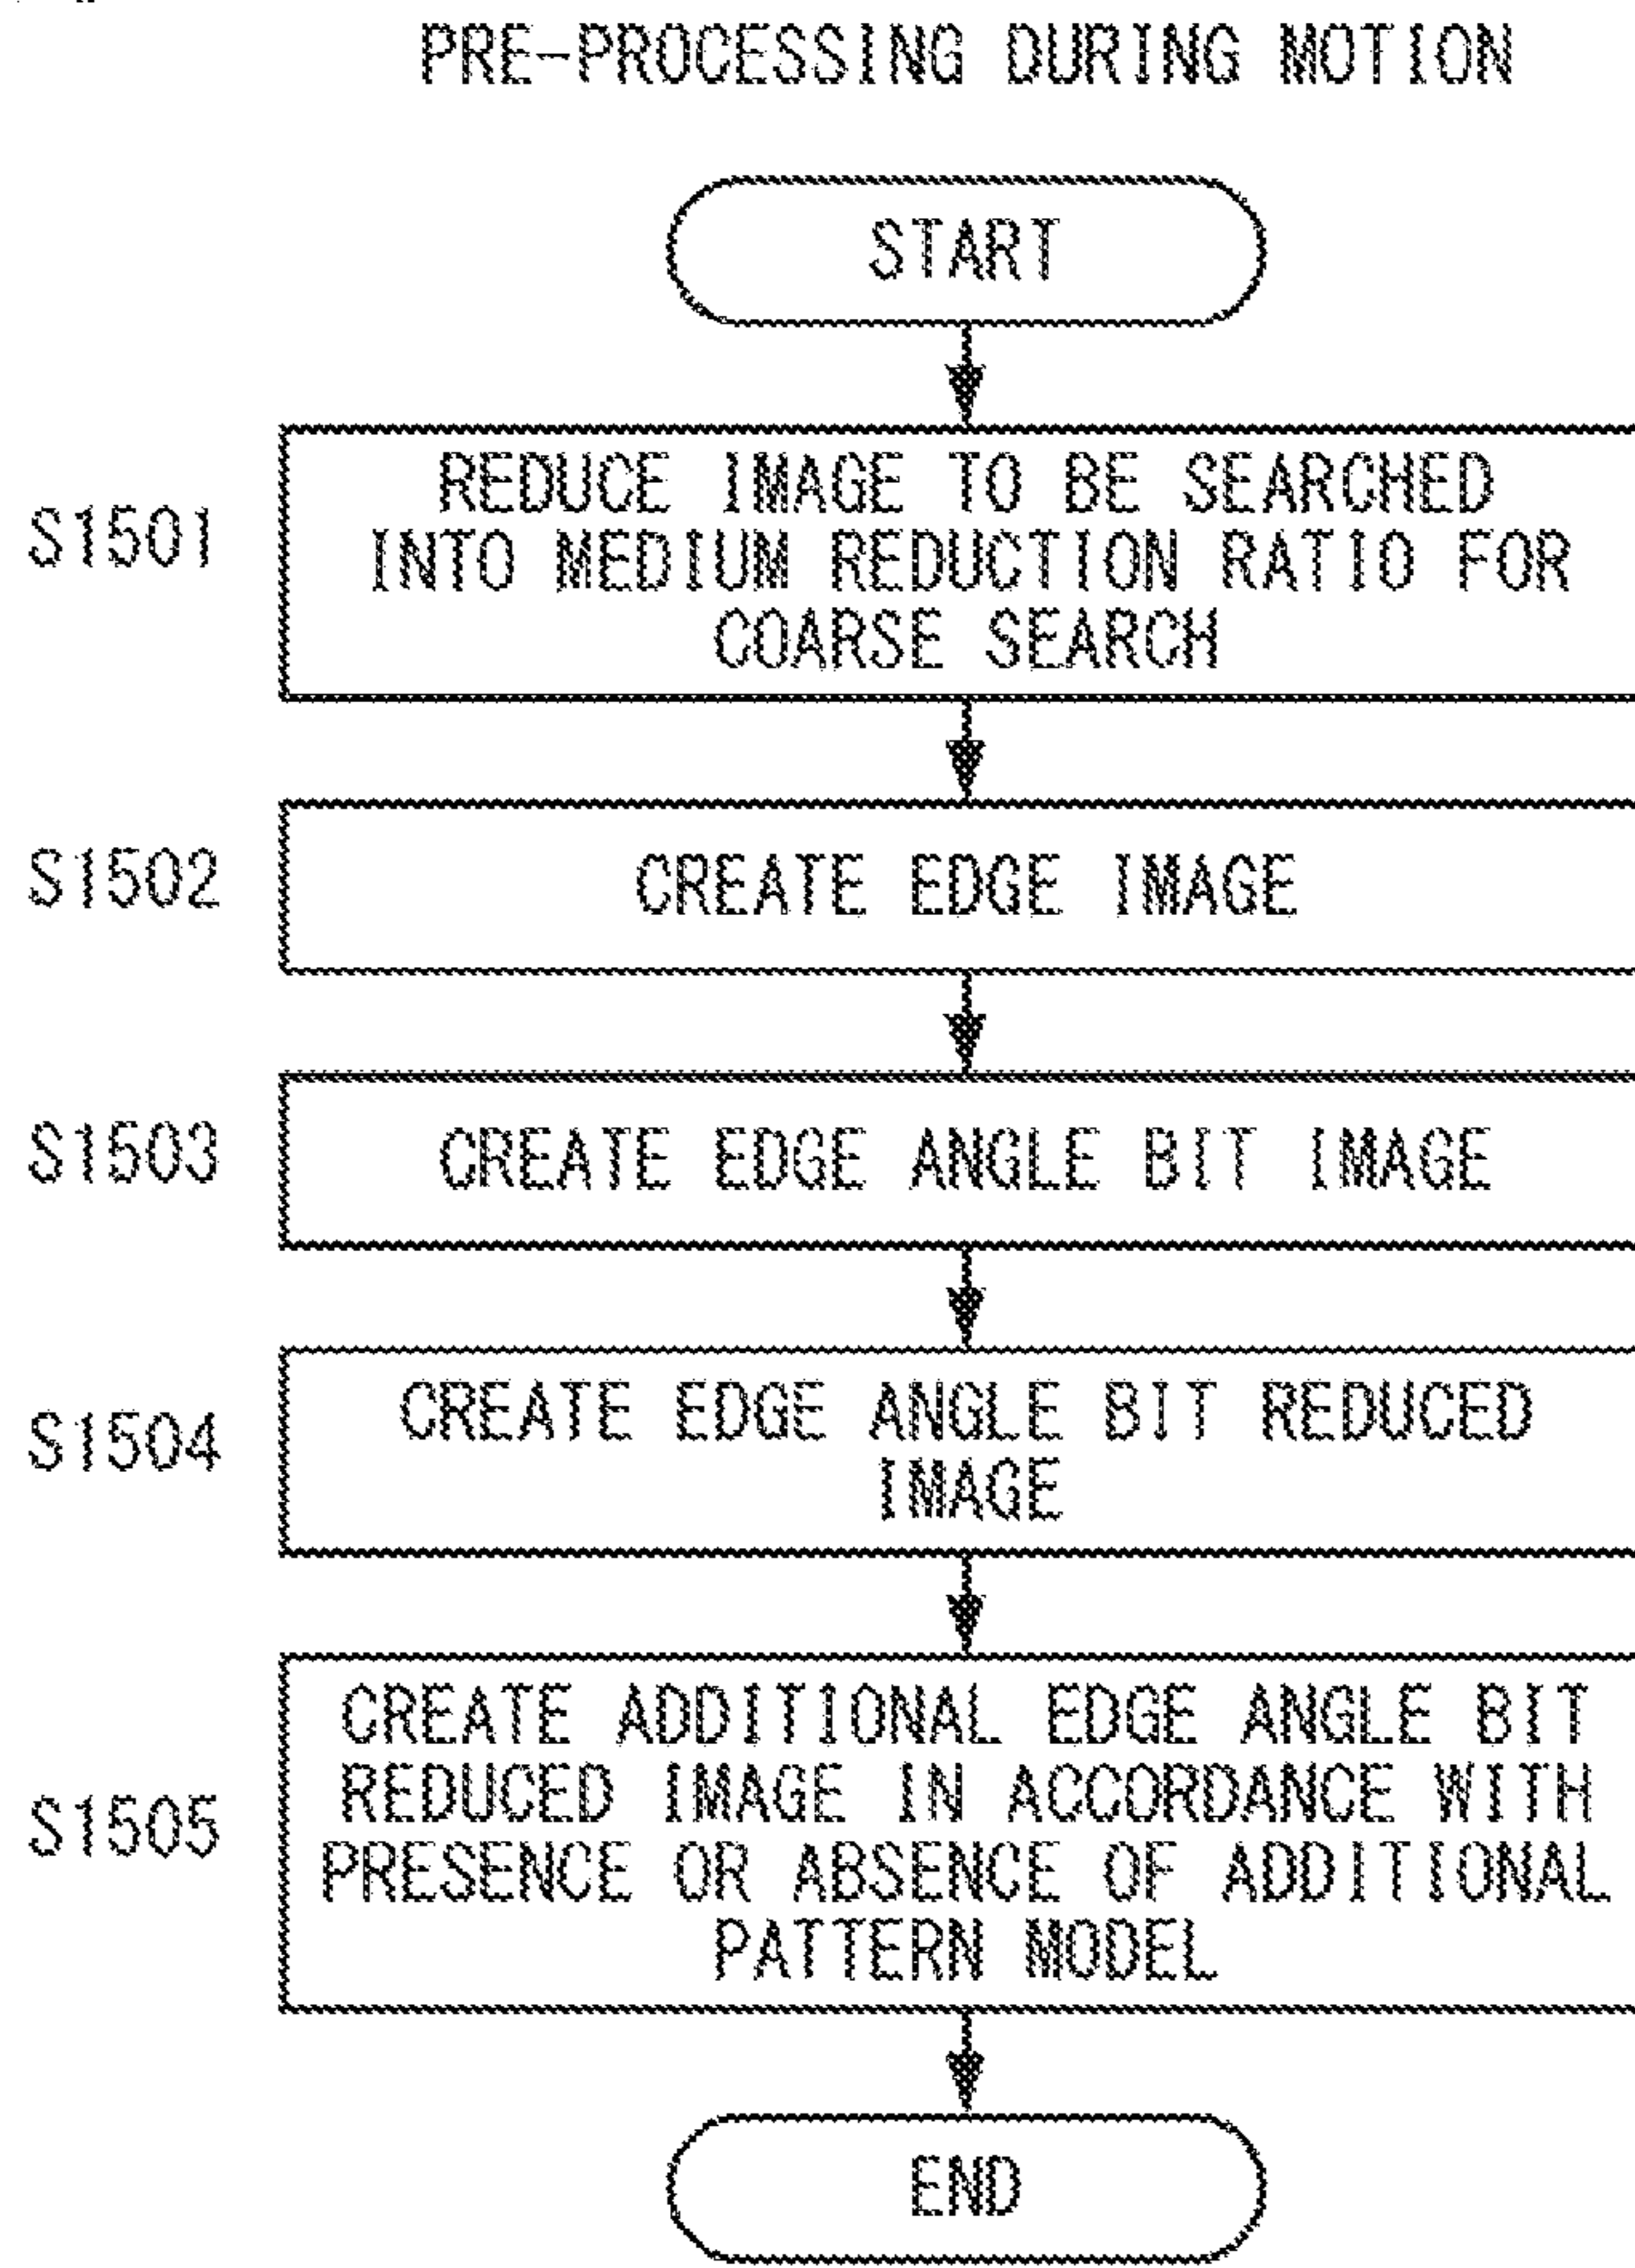 PRE-PROCESSING DURING MOTION
START
S1501
REDUCE IMAGE TO BE SEARCHED
INTO MEDIUM REDUCTION RATIO FOR
COARSE SEARCH
S1502
CREATE EDGE IMAGE
S1503
CREATE EDGE ANGLE BIT IMAGE
S1504
CREATE EDGE ANGLE BIT REDUCED
IMAGE
S1505
CREATE ADDITIONAL EDGE ANGLE BIT
REDUCED IMAGE IN ACCORDANCE WITH
PRESENCE OR ABSENCE OF ADDITIONAL
PATTERN MODEL
END